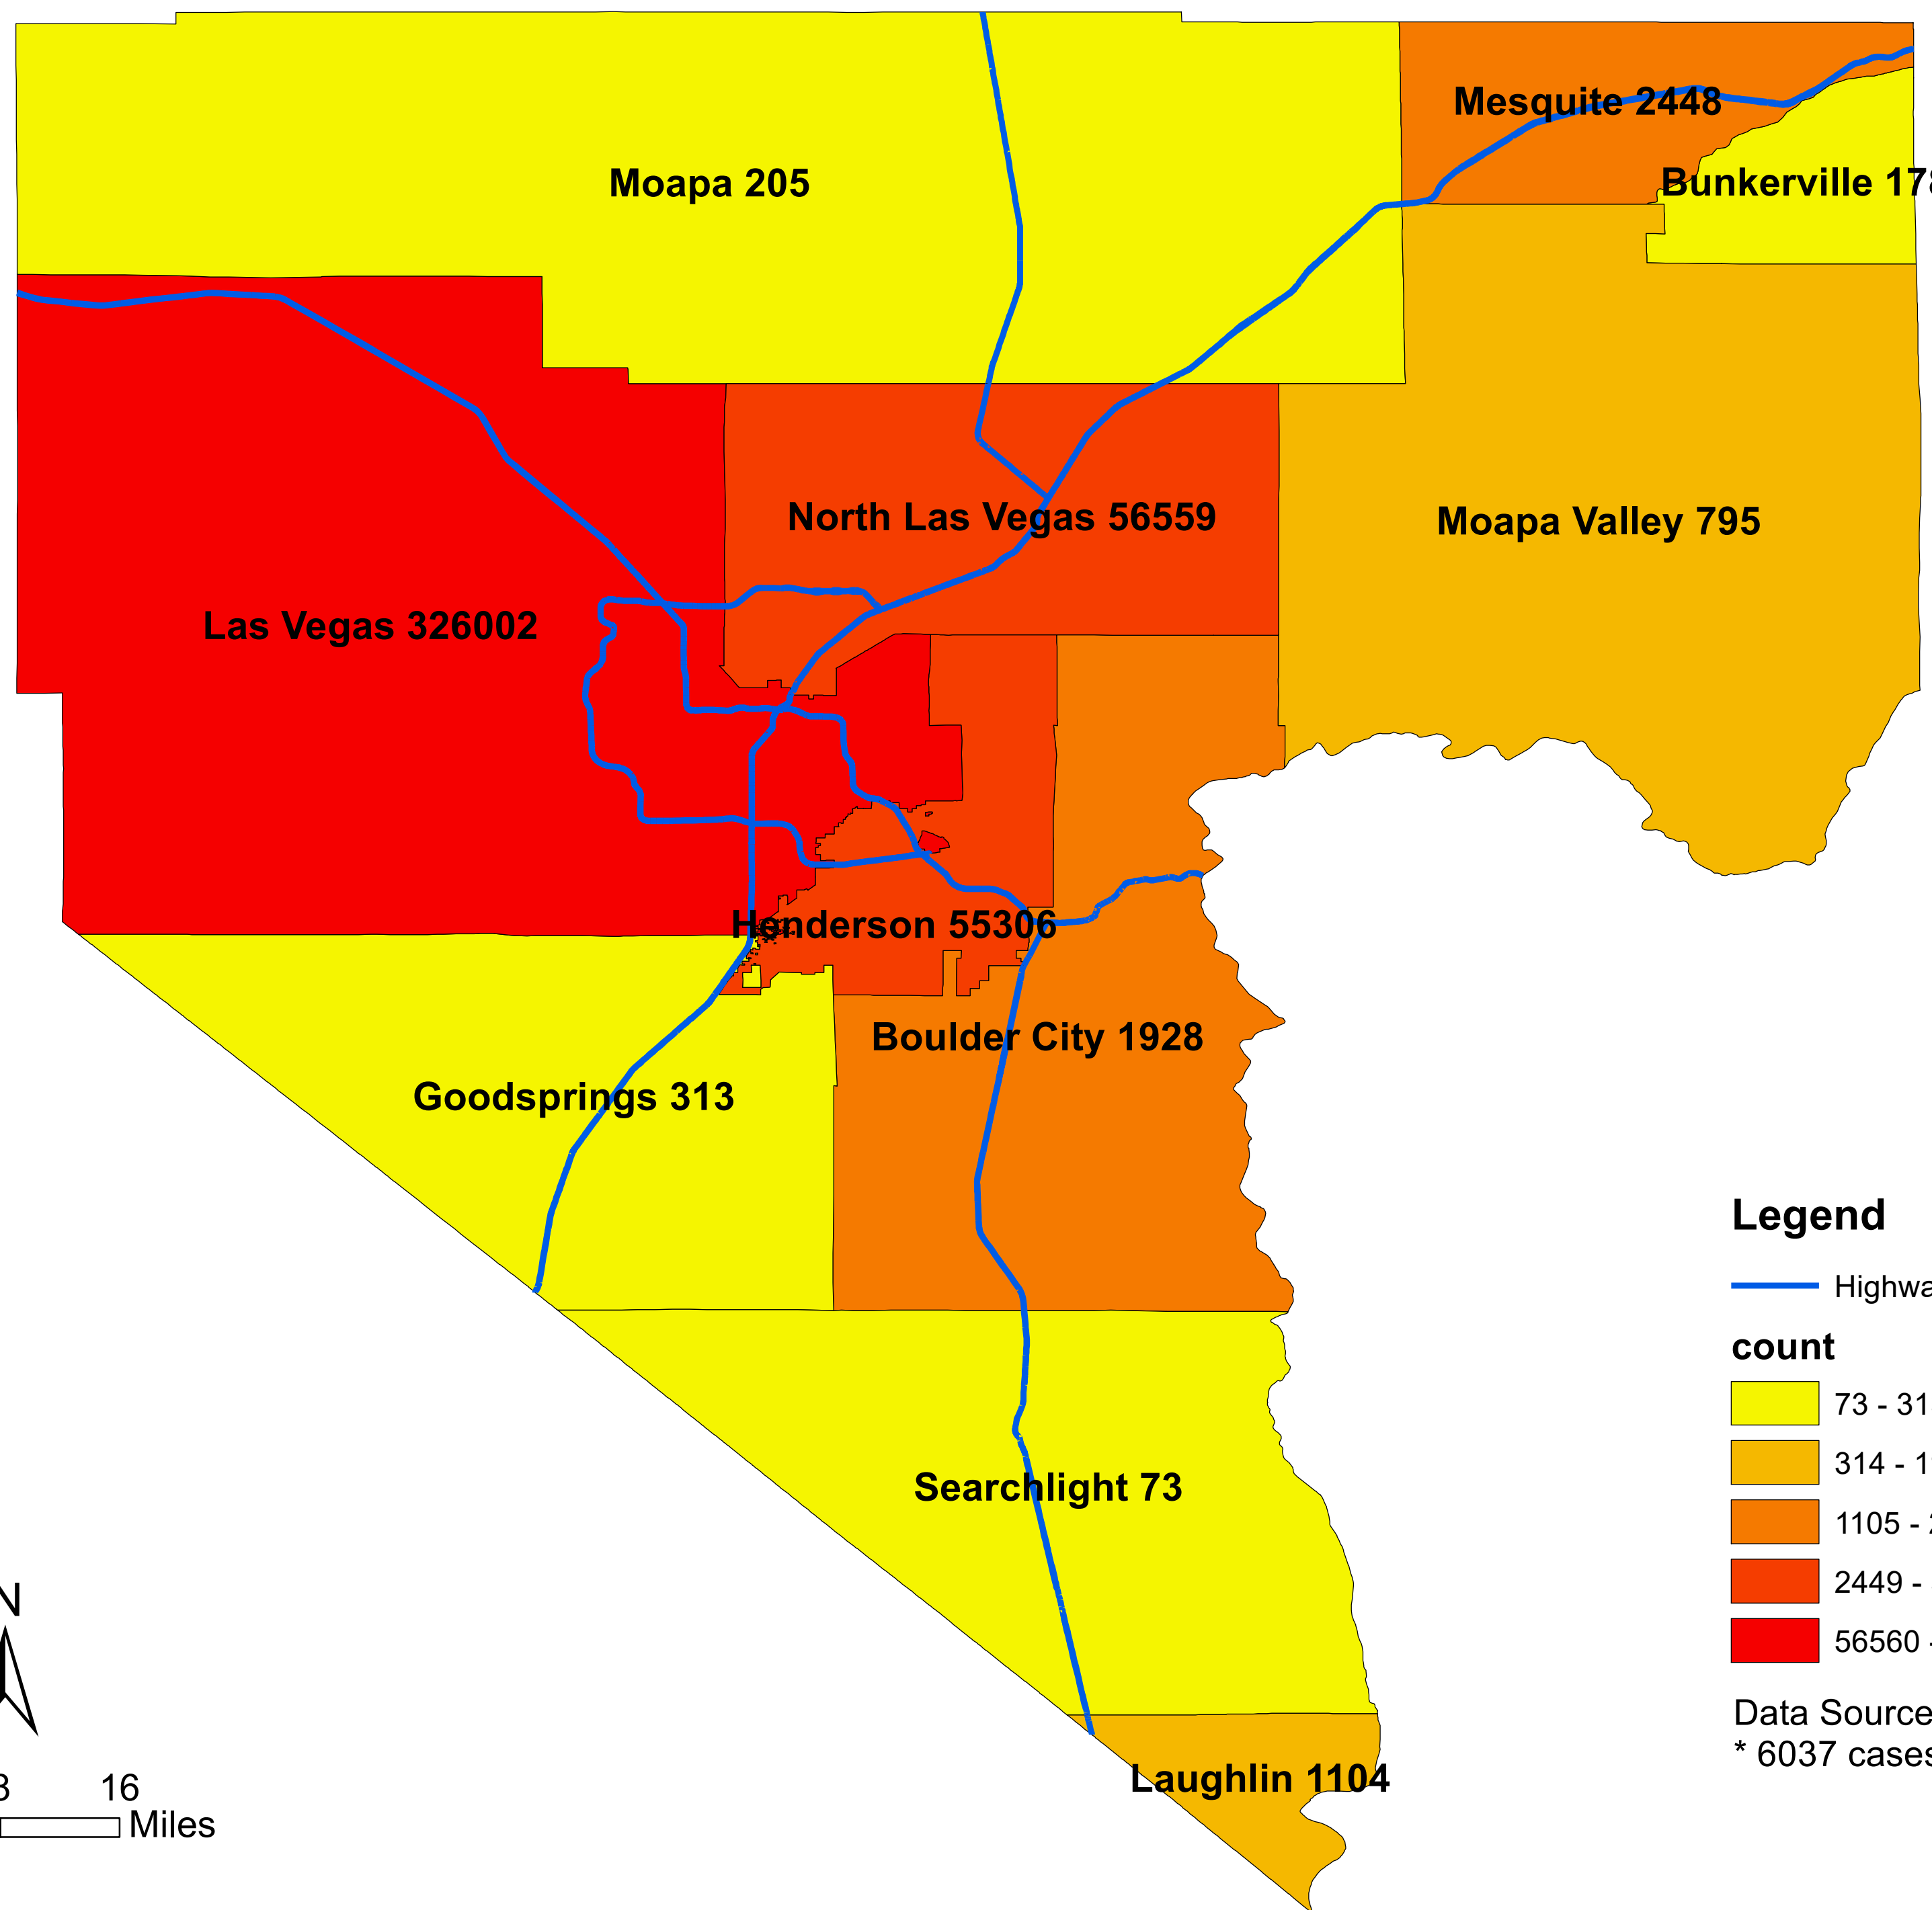 Mesquite 2448
Moapa 205
Bunkerville 178
North Las Vegas 56559
Moapa Valley 795
Las Vegas 326002
Henderson 55306
Boulder City 1928
Goodsprings 313
Legend
count
73 - 31
Searchlight 73
314 - 1
1105 -
2449 -
N
56560 -
Data Source
* 6037 cases
Laughlin 1104
16
Miles